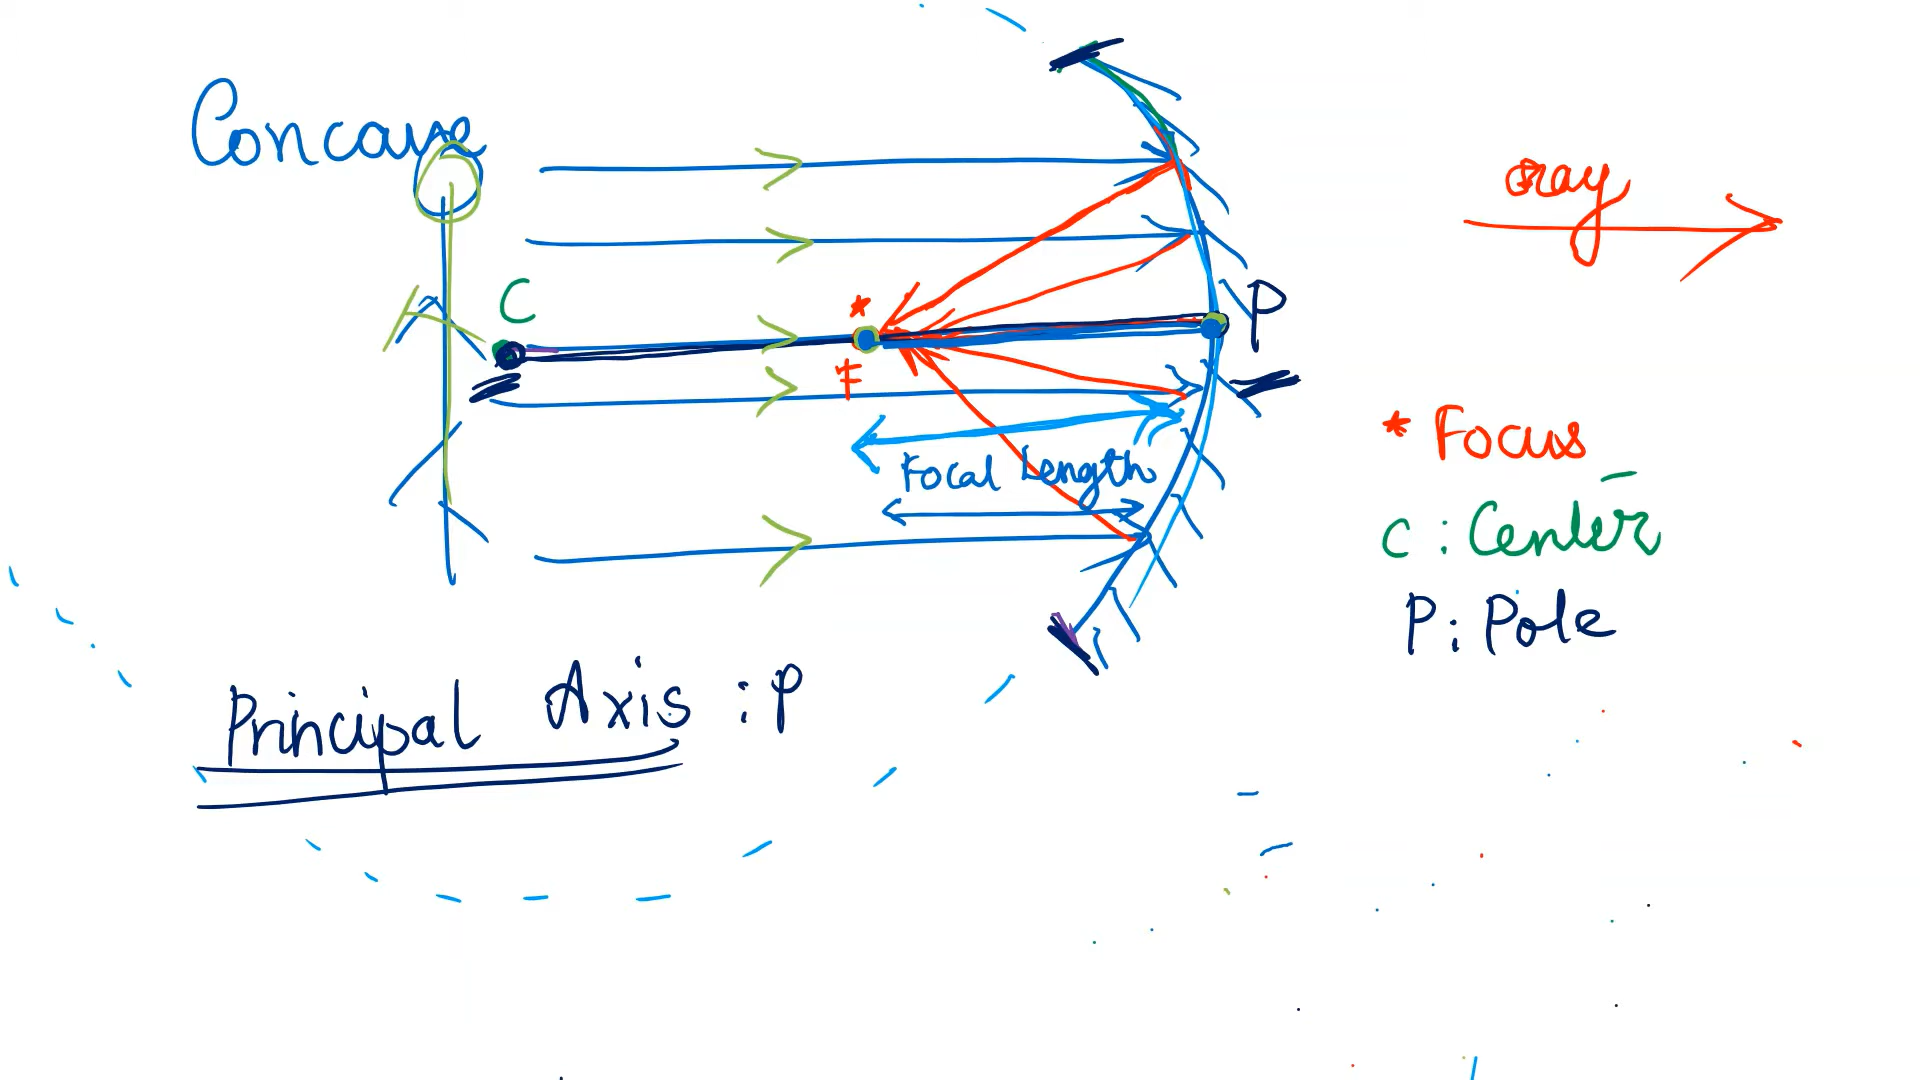 Concave
ray
C
P
*
F
Focal Length
* Focus
C : Center
P : Pole
Principal Axis : P